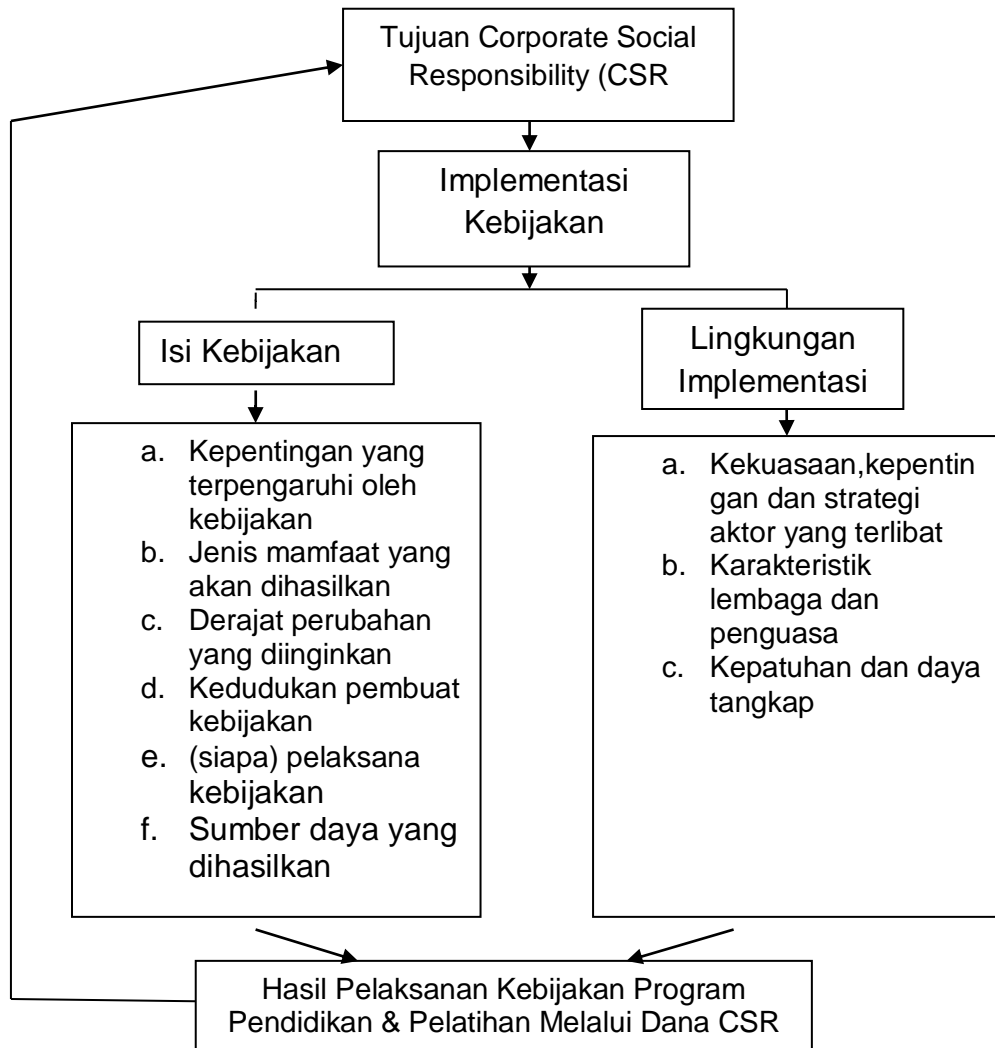 Tujuan Corporate Social
Responsibility (CSR
Implementasi
Kebijakan
Isi Kebijakan
Lingkungan
Implementasi
a. Kepentingan yang
terpengaruhi oleh
kebijakan
b. Jenis mamfaat yang
akan dihasilkan
c. Derajat perubahan
yang diinginkan
d. Kedudukan pembuat
kebijakan
e. (siapa) pelaksana
kebijakan
f. Sumber daya yang
dihasilkan
a. Kekuasaan,kepentin
gan dan strategi
aktor yang terlibat
b. Karakteristik
lembaga dan
penguasa
c. Kepatuhan dan daya
tangkap
Hasil Pelaksanan Kebijakan Program
Pendidikan & Pelatihan Melalui Dana CSR